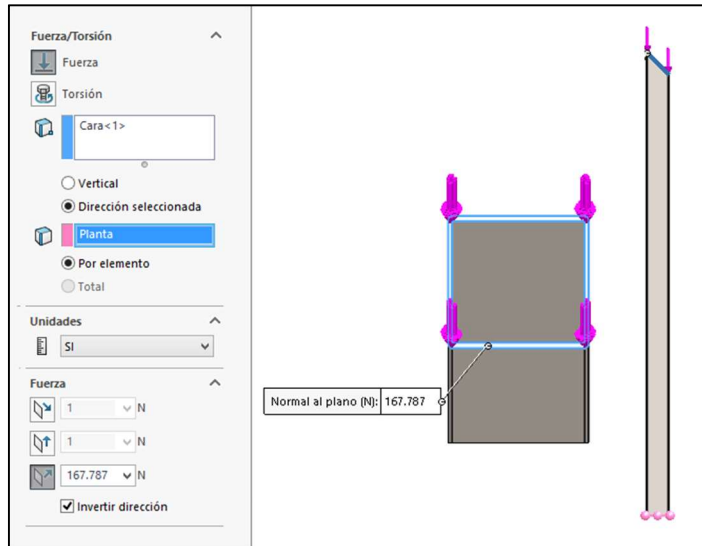 Fuerza/Torsión
Fuerza
Torsión
Cara<1>
Vertical
Dirección seleccionada
Planta
Por elemento
Total
Unidades
SI
Fuerza
1 N
1 N
167.787 N
Invertir dirección
Normal al plano (N): 167.787